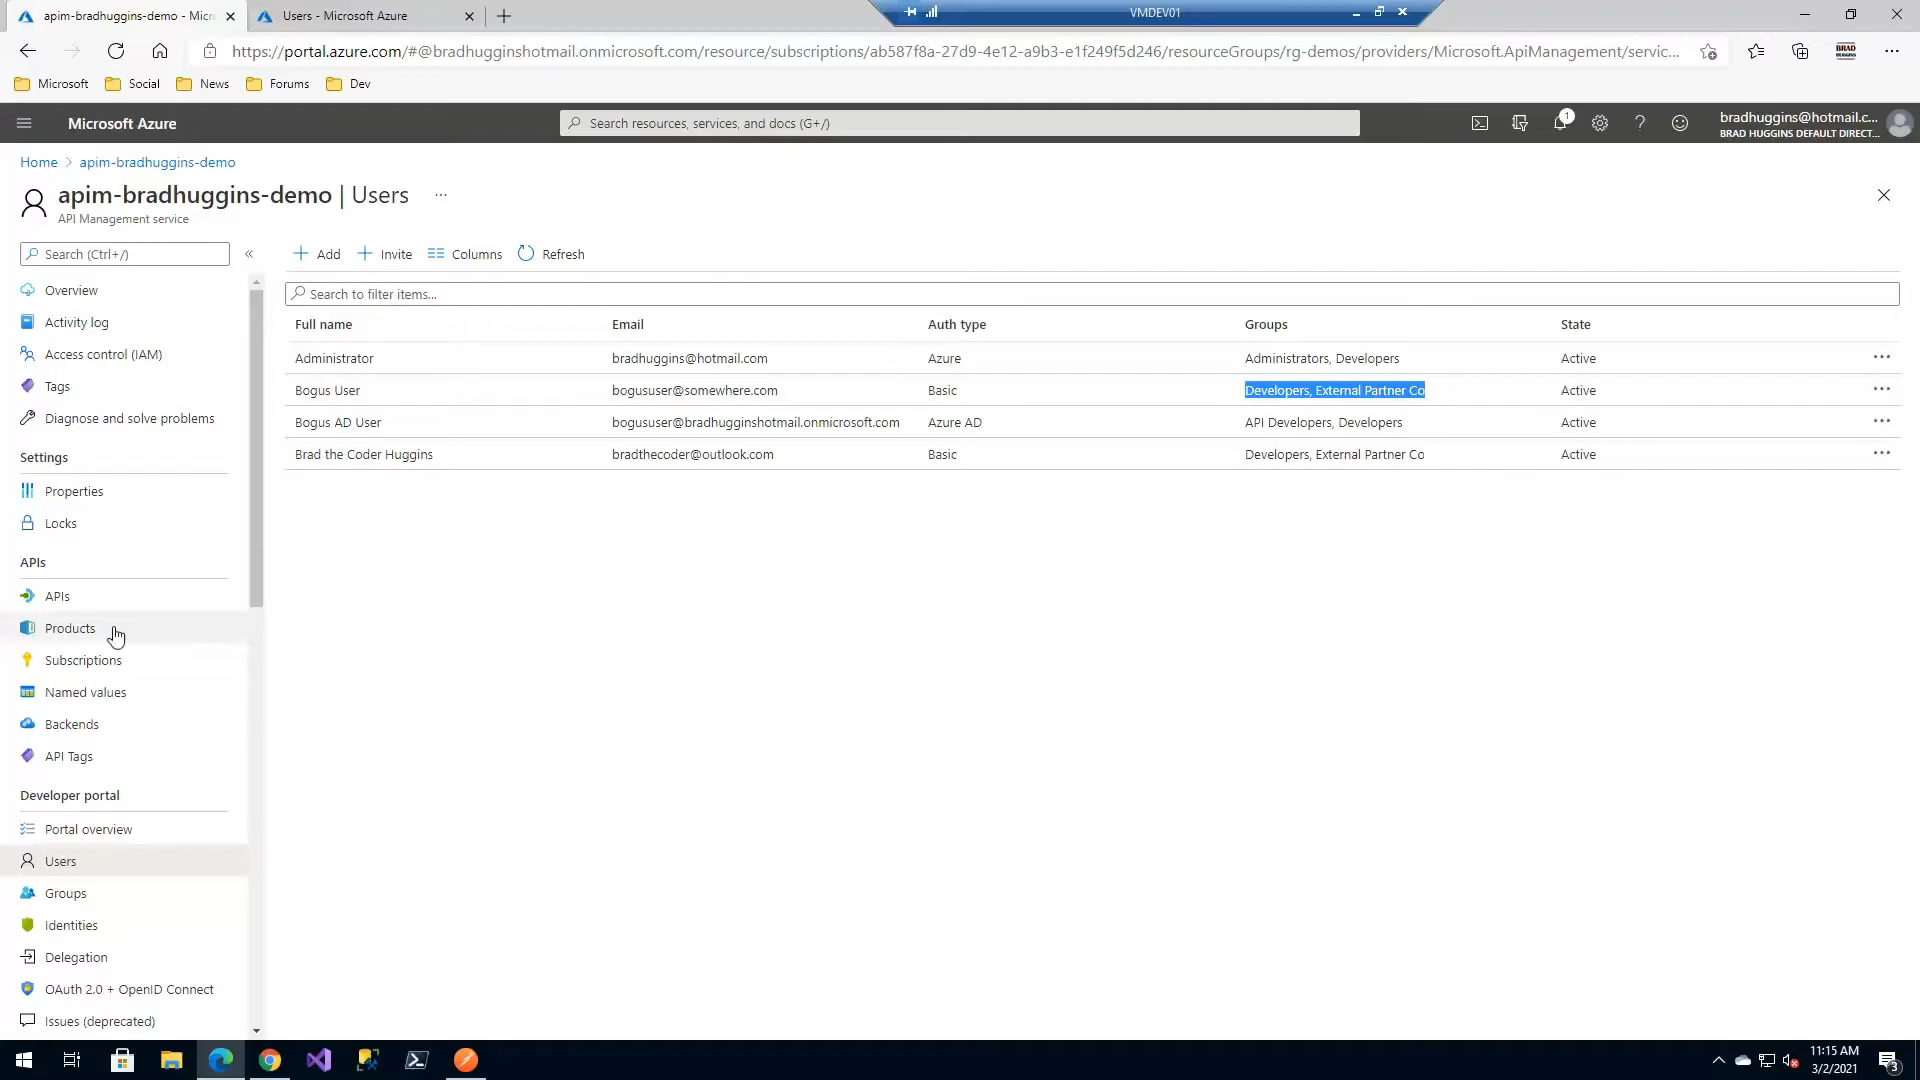 apim-bradhuggins-demo - Micr
Users - Microsoft Azure
VMDEV01
https://portal.azure.com/#@bradhugginshotmail.onmicrosoft.com/resource/subscriptions/ab587f8a-27d9-4e12-a9b3-e1f249f5d246/resourceGroups/rg-demos/providers/Microsoft.ApiManagement/servic...
BRAD HUGGINS
Microsoft
Social
News
Forums
Dev
Microsoft Azure
Search resources, services, and docs (G+/)
1
bradhuggins@hotmail.c...
BRAD HUGGINS DEFAULT DIRECT...
Home > apim-bradhuggins-demo
apim-bradhuggins-demo | Users ...
API Management service
Search (Ctrl+/)
Overview
Activity log
Access control (IAM)
Tags
Diagnose and solve problems
Settings
Properties
Locks
APIs
APIs
Products
Subscriptions
Named values
Backends
API Tags
Developer portal
Portal overview
Users
Groups
Identities
Delegation
OAuth 2.0 + OpenID Connect
Issues (deprecated)
Add Invite Columns Refresh
Search to filter items...
Full name Email Auth type Groups State
Administrator bradhuggins@hotmail.com Azure Administrators, Developers Active
Bogus User bogususer@somewhere.com Basic Developers, External Partner Co Active
Bogus AD User bogususer@bradhugginshotmail.onmicrosoft.com Azure AD API Developers, Developers Active
Brad the Coder Huggins bradthecoder@outlook.com Basic Developers, External Partner Co Active
11:15 AM
3/2/2021
3